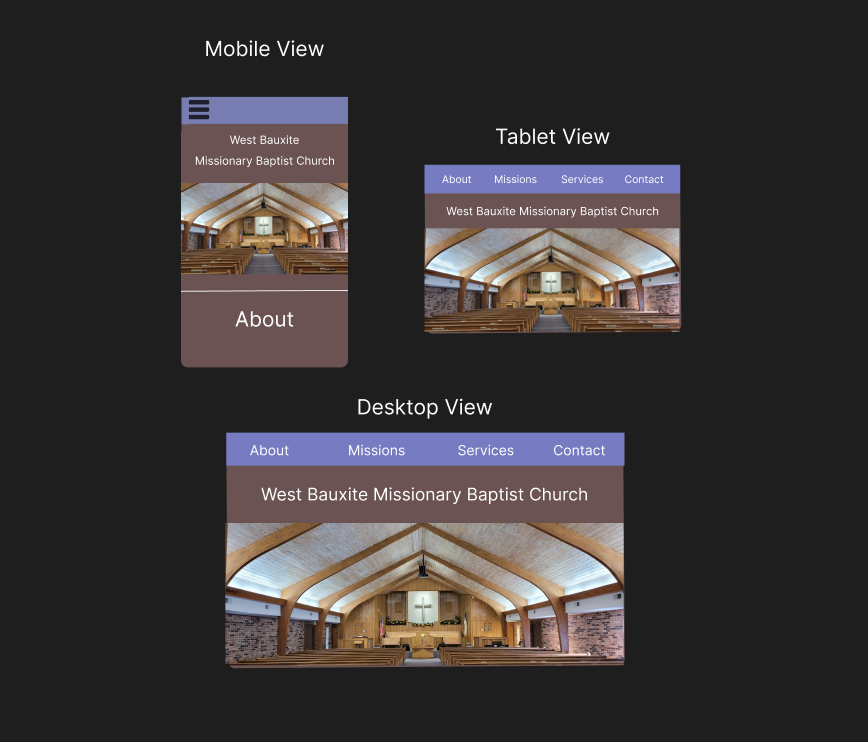 Mobile View
West Bauxite
Missionary Baptist Church
About
Tablet View
About Missions Services Contact
West Bauxite Missionary Baptist Church
Desktop View
About Missions Services Contact
West Bauxite Missionary Baptist Church